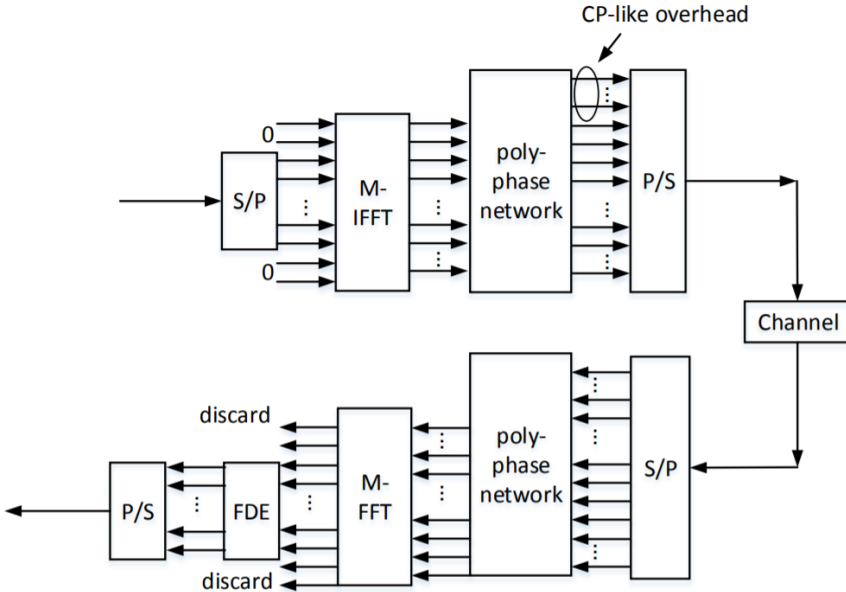 CP-like overhead
0
S/P
0
M-
IFFT
poly-
phase
network
P/S
Channel
discard
P/S
FDE
discard
M-
FFT
poly-
phase
network
S/P